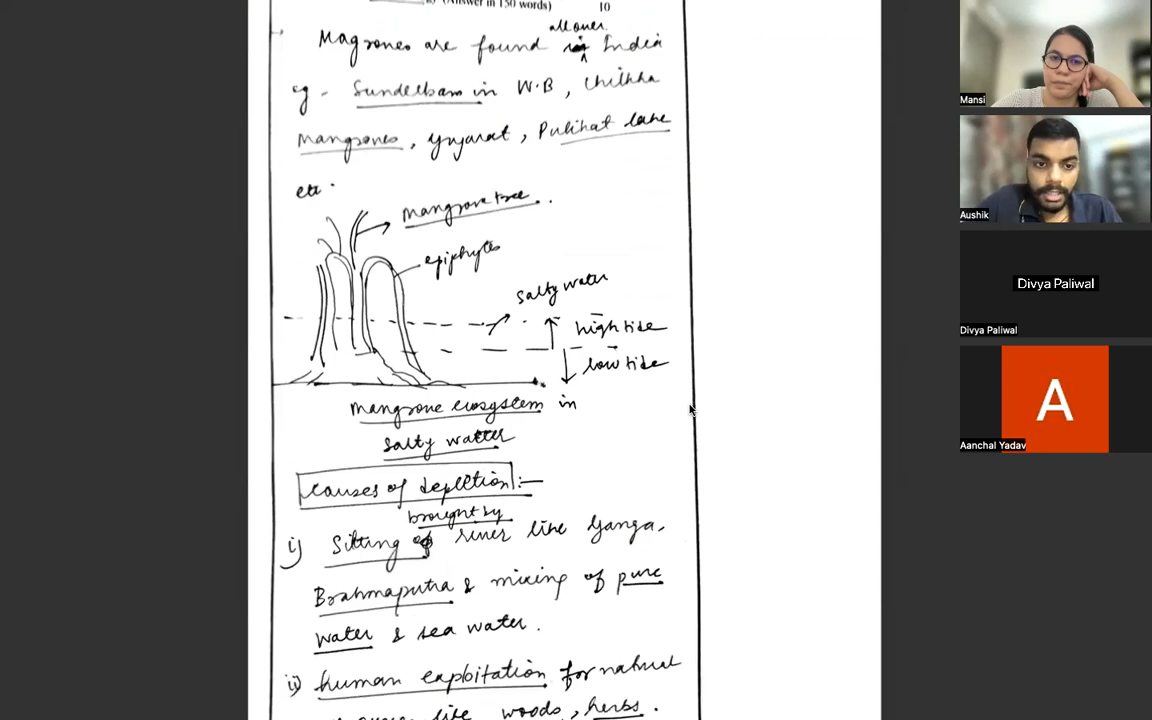 (Answer in 150 words) 10
all over
Magroves are found in India
eg - Sunderbam in W.B, Chilkha
Mangroves, Gujarat, Pulihat lake
etc.
Mangrove tree.
epiphytes
salty water
high tide
low tide
Mangrove ecosystem in
salty water
Causes of depletion :-
brought by
i) Silting of river like Ganga,
Brahmaputra & mixing of pure
water & sea water.
ii) human exploitation for natural
like woods, herbs.
Mansi
Aushik
Divya Paliwal
Divya Paliwal
A
Aanchal Yadav